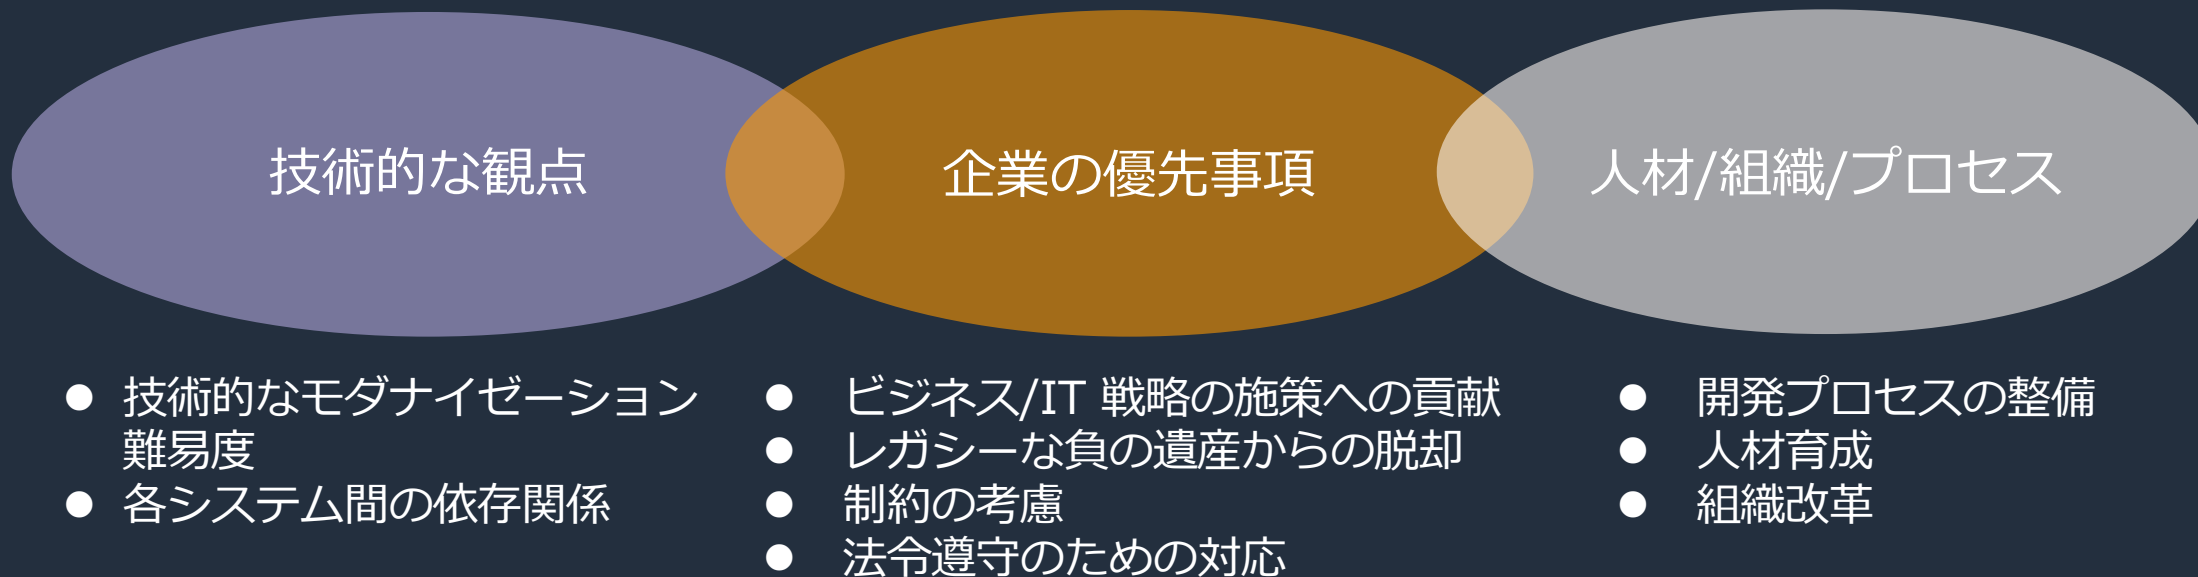 技術的な観点
企業の優先事項
人材/組織/プロセス
● 技術的なモダナイゼーション
難易度
● 各システム間の依存関係
● ビジネス/IT 戦略の施策への貢献
● レガシーな負の遺産からの脱却
● 制約の考慮
● 法令遵守のための対応
● 開発プロセスの整備
● 人材育成
● 組織改革